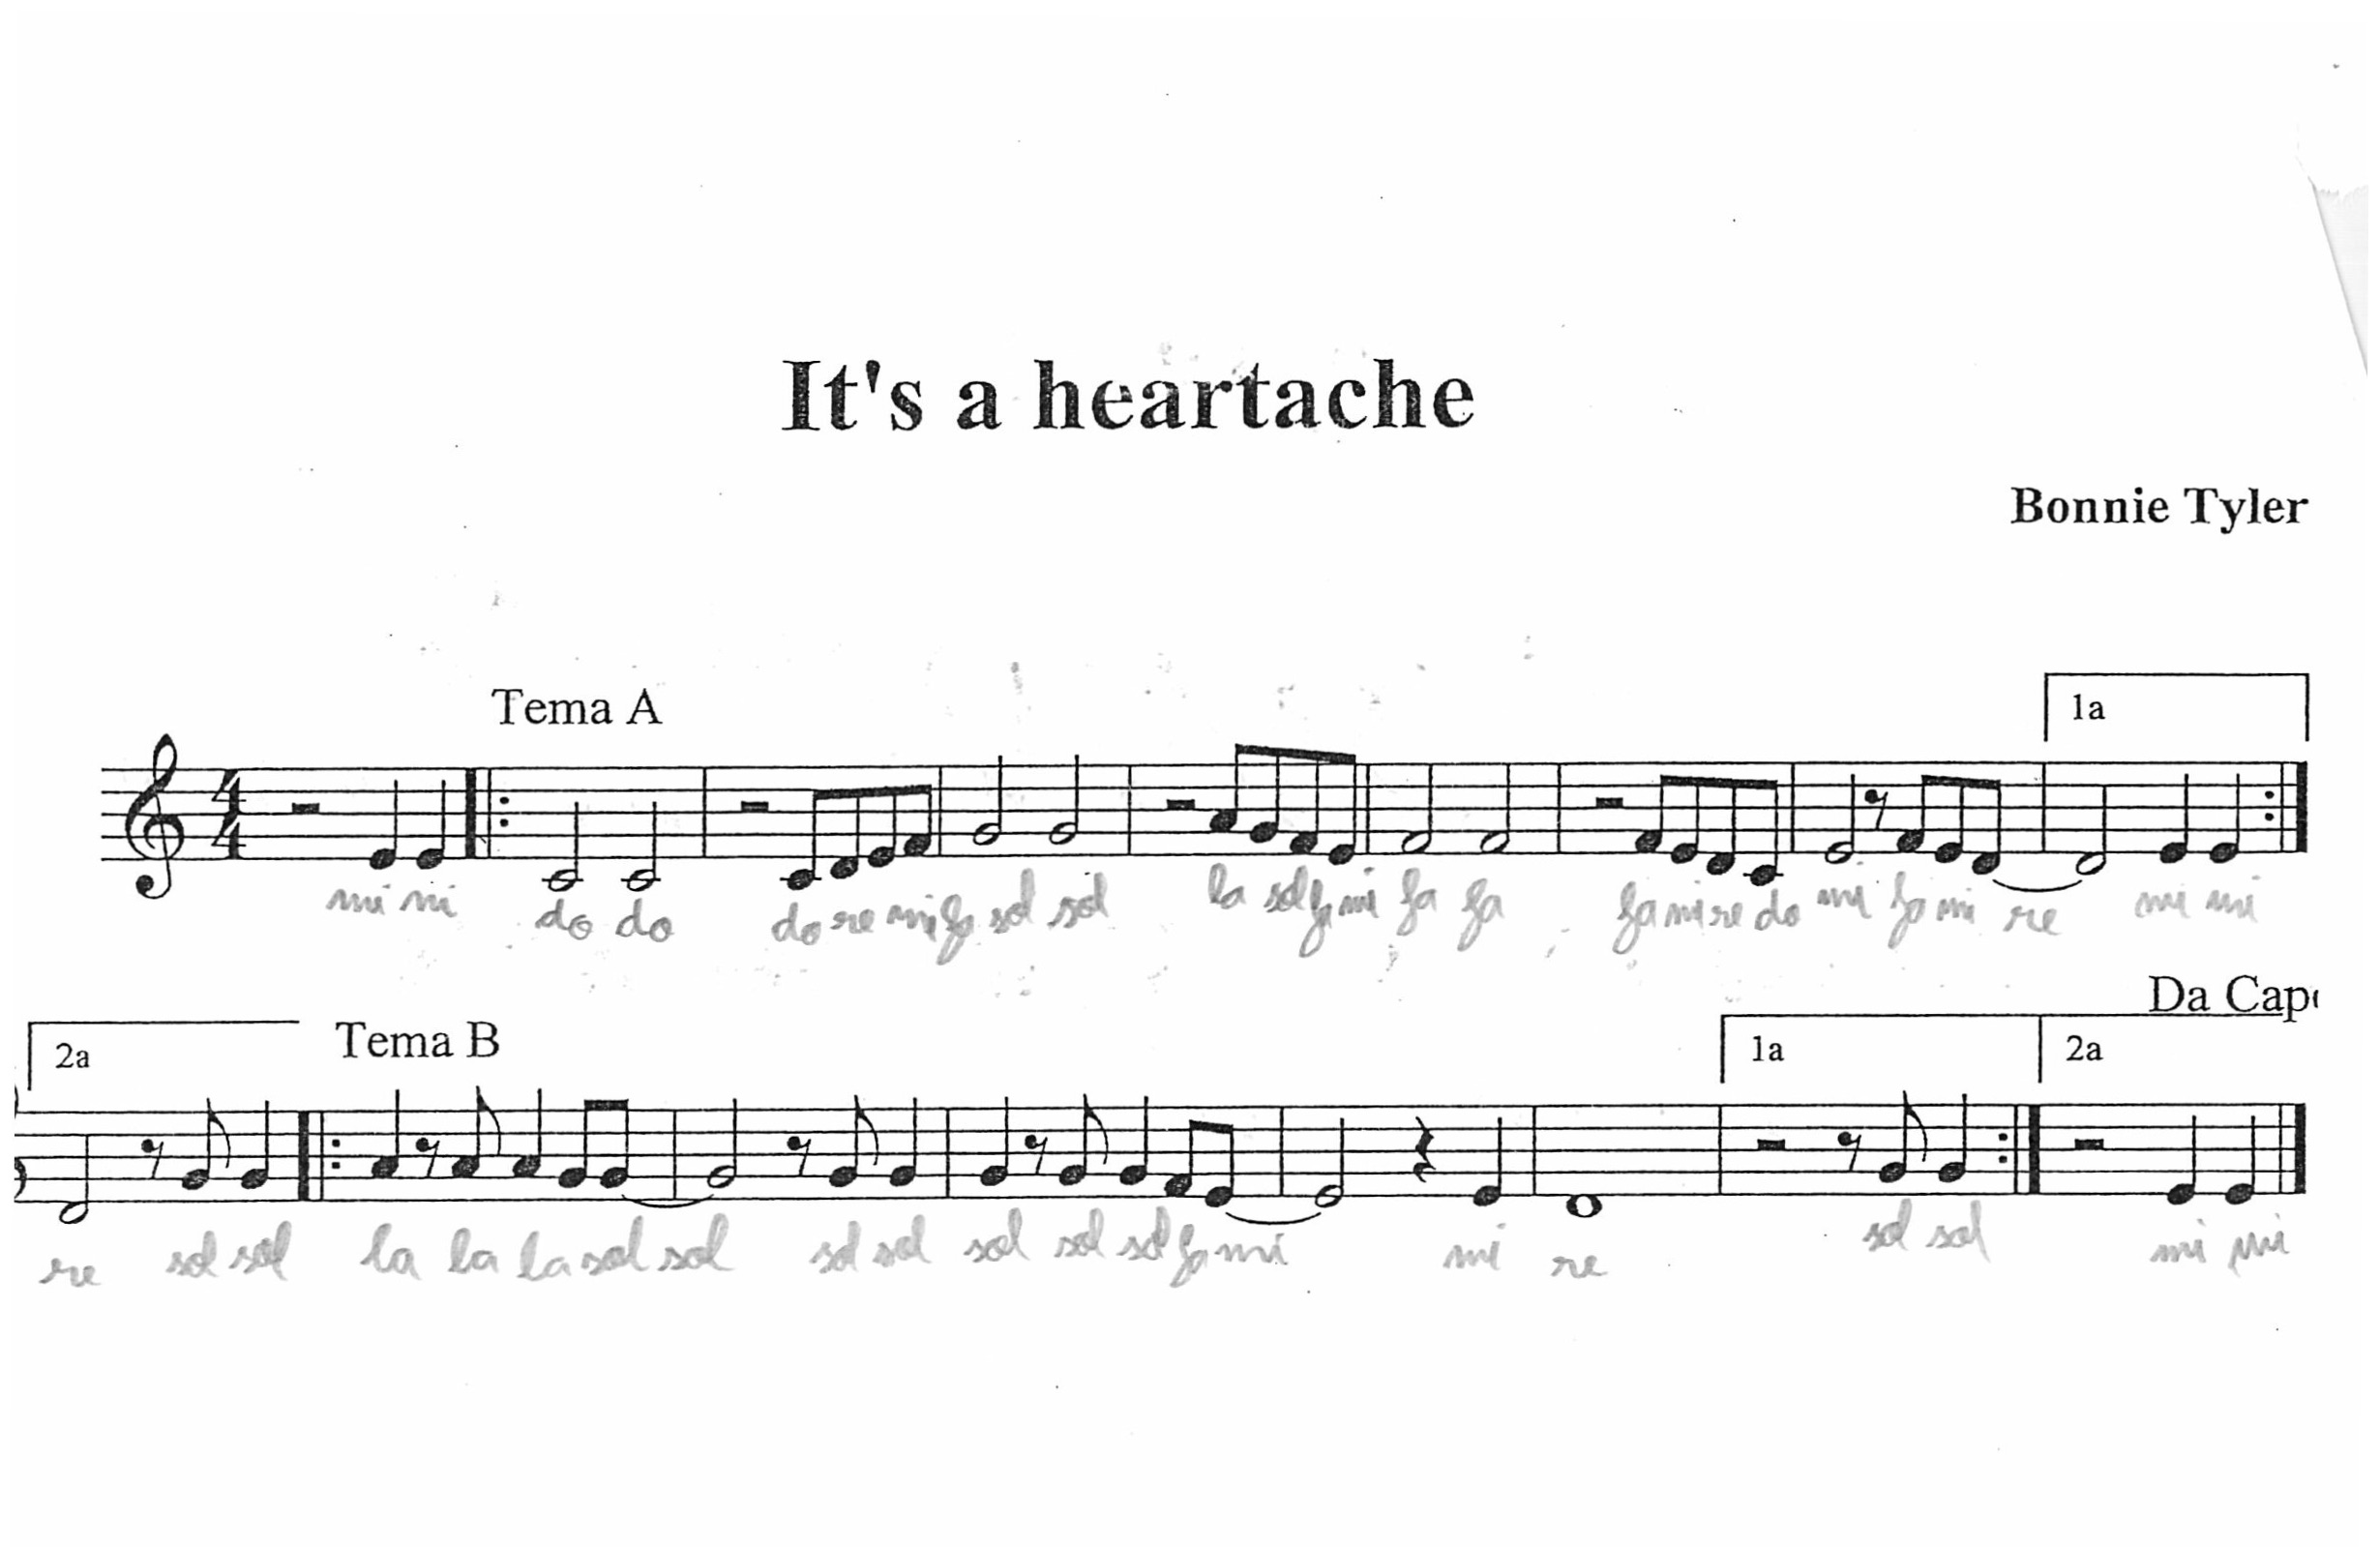 It's a heartache
Bonnie Tyler
Tema A
1a
4
4
mi mi do do do re mi fa sol sol la sol fa mi fa fa fa mi re do mi fa mi re mi mi
Da Cap
2a Tema B 1a 2a
re sol sol la la la sol sol sol sol sol sol sol fa mi mi re sol sol mi mi